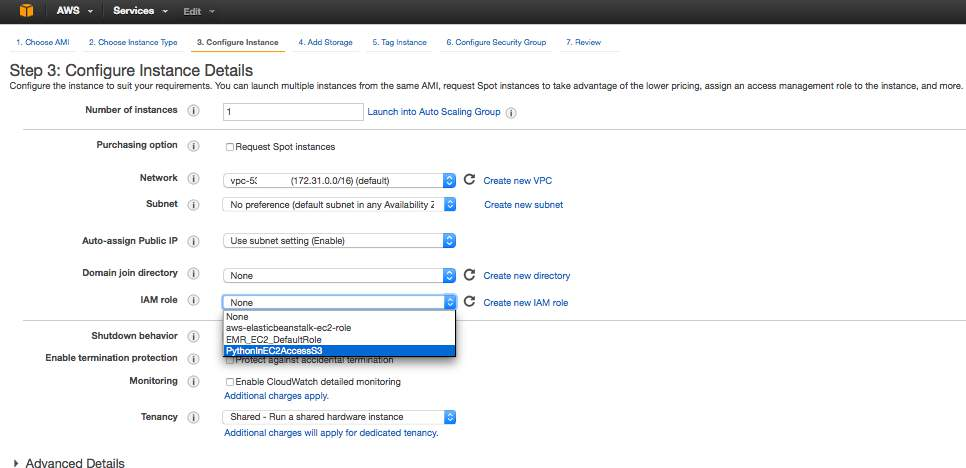 AWS Services Edit
1. Choose AMI 2. Choose Instance Type 3. Configure Instance 4. Add Storage 5. Tag Instance 6. Configure Security Group 7. Review
Step 3: Configure Instance Details
Configure the instance to suit your requirements. You can launch multiple instances from the same AMI, request Spot instances to take advantage of the lower pricing, assign an access management role to the instance, and more.
Number of instances i 1 Launch into Auto Scaling Group i
Purchasing option i Request Spot instances
Network i (172.31.0.0/16) (default) Create new VPC
Subnet i No preference (default subnet in any Availability Z Create new subnet
Auto-assign Public IP i Use subnet setting (Enable)
Domain join directory i None Create new directory
IAM role i None Create new IAM role
None
aws-elasticbeanstalk-ec2-role
Shutdown behavior i
EMR_EC2_DefaultRole
PythonInEC2AccessS3
Enable termination protection i Protect against accidental termination
Monitoring i Enable CloudWatch detailed monitoring
Additional charges apply.
Tenancy i Shared - Run a shared hardware instance
Additional charges will apply for dedicated tenancy.
Advanced Details